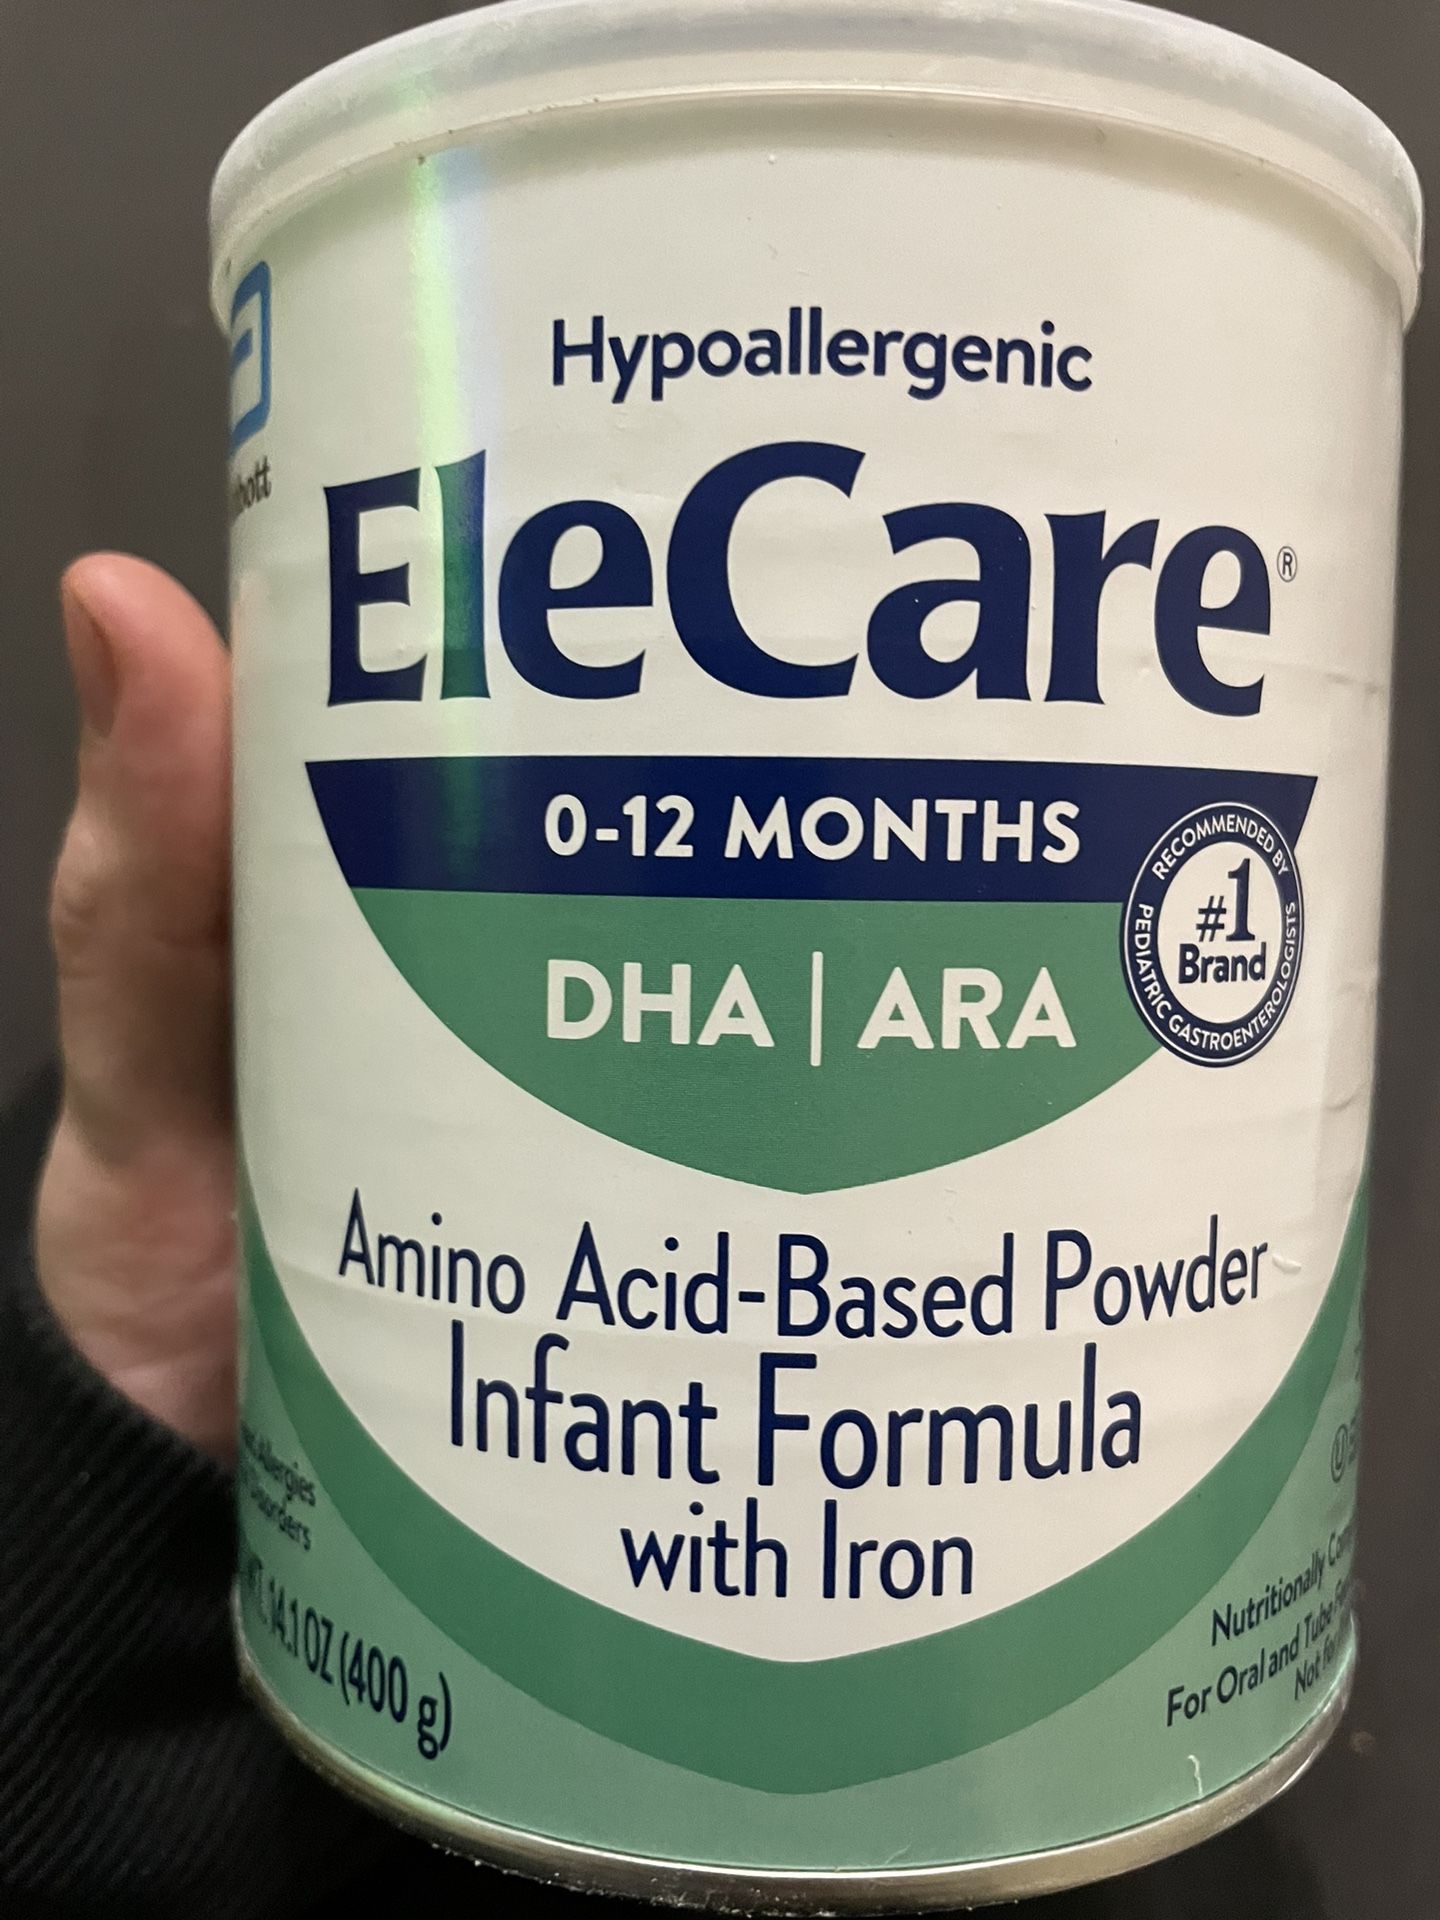 Hypoallergenic
EleCare®
0-12 MONTHS
DHA | ARA
RECOMMENDED BY
#1
Brand
PEDIATRIC GASTROENTEROLOGISTS
Amino Acid-Based Powder
Infant Formula
with Iron
Allergies
14.1 OZ (400 g)
Nutritionally
For Oral and Tube
Not